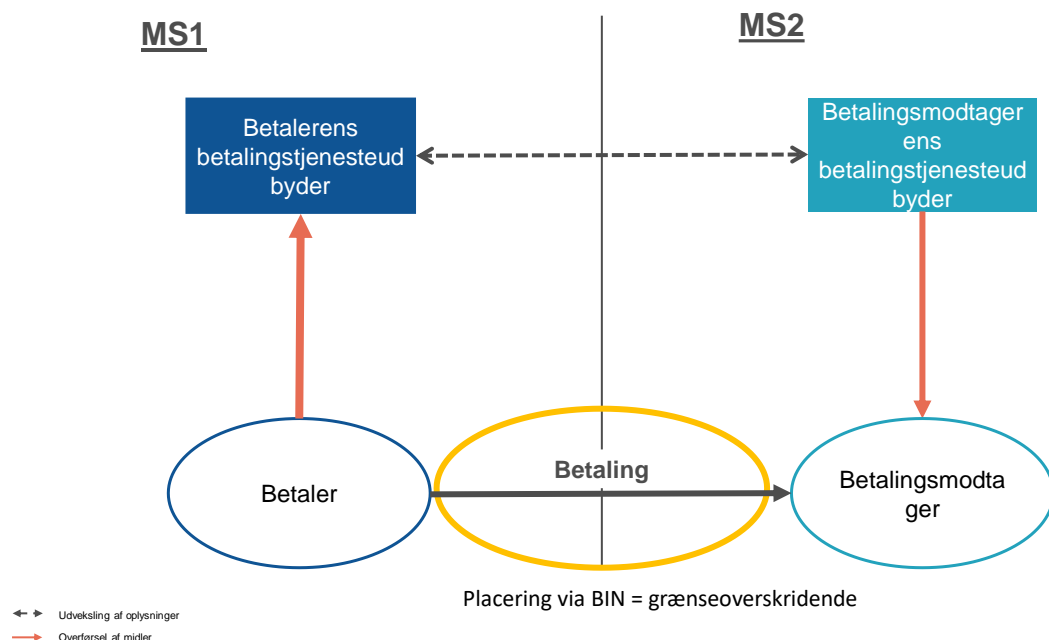 MS1
MS2
Betalerens
betalingstjenesteud
byder
Betalingsmodtager
ens
betalingstjenesteud
byder
Betaling
Betaler
Betalingsmodta
ger
Placering via BIN = grænseoverskridende
Udveksling af oplysninger
Overførsel af midler